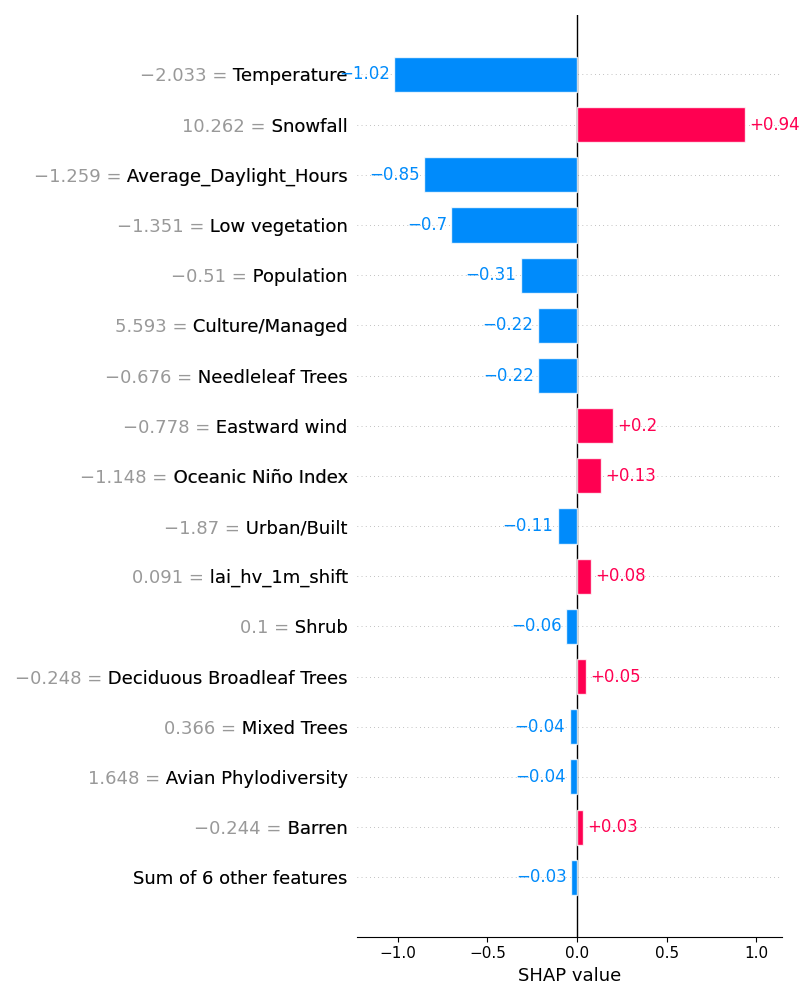 −2.033 = Temperature −1.02
10.262 = Snowfall +0.94
−1.259 = Average_Daylight_Hours −0.85
−1.351 = Low vegetation −0.7
−0.51 = Population −0.31
5.593 = Culture/Managed −0.22
−0.676 = Needleleaf Trees −0.22
−0.778 = Eastward wind +0.2
−1.148 = Oceanic Niño Index +0.13
−1.87 = Urban/Built −0.11
0.091 = lai_hv_1m_shift +0.08
0.1 = Shrub −0.06
−0.248 = Deciduous Broadleaf Trees +0.05
0.366 = Mixed Trees −0.04
1.648 = Avian Phylodiversity −0.04
−0.244 = Barren +0.03
Sum of 6 other features −0.03
−1.0 −0.5 0.0 0.5 1.0
SHAP value